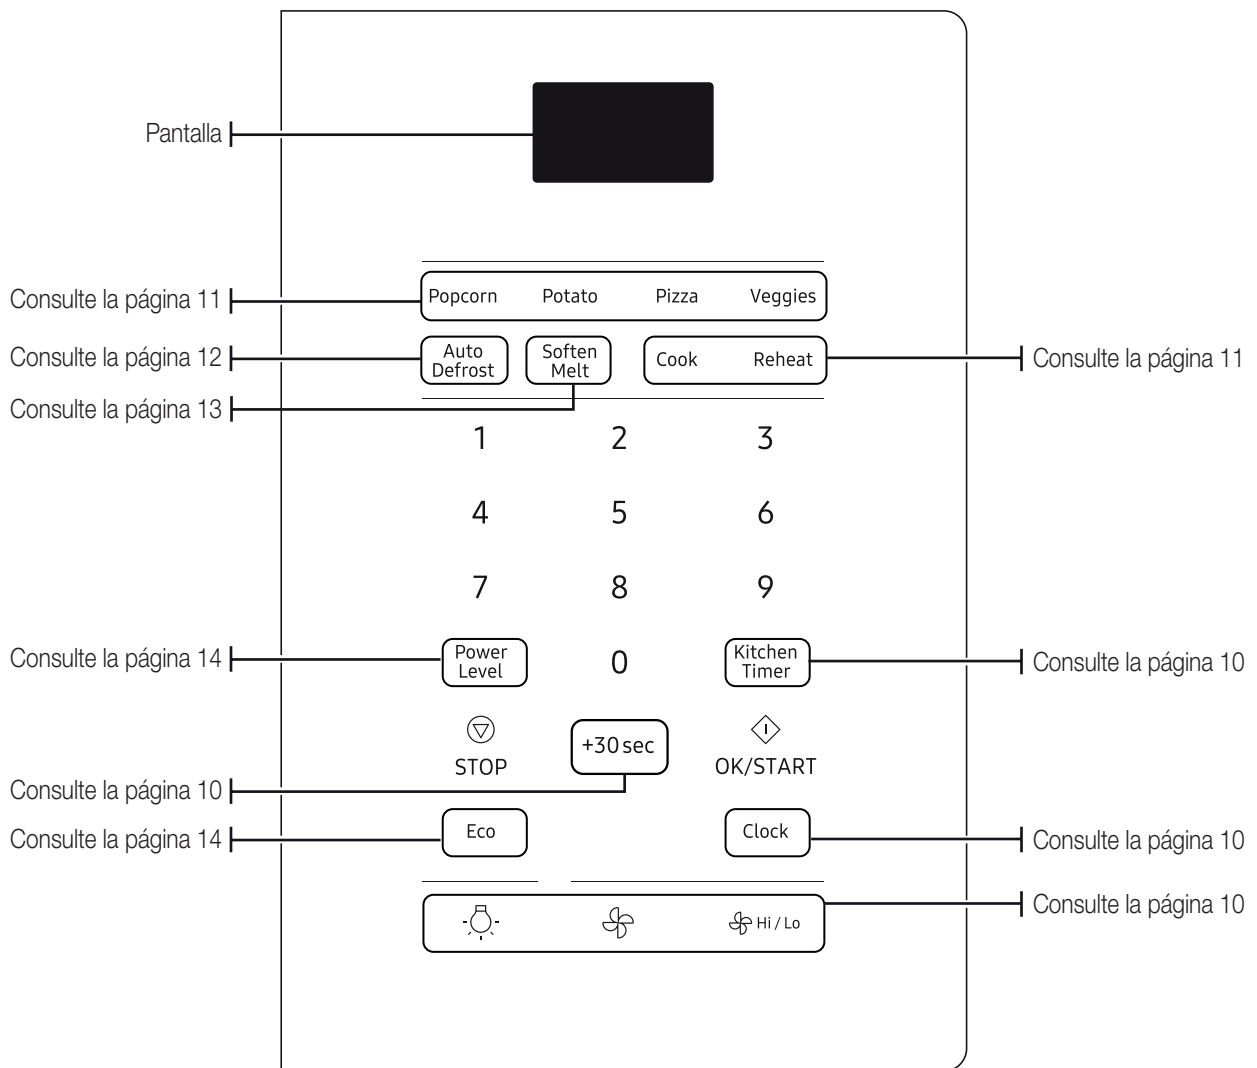 Pantalla
Consulte la página 11
Popcorn Potato Pizza Veggies
Consulte la página 12
Auto
Defrost
Soften
Melt
Cook Reheat
Consulte la página 11
Consulte la página 13
1 2 3
4 5 6
7 8 9
Consulte la página 14
Power
Level
0
Kitchen
Timer
Consulte la página 10
STOP
+30 sec
OK/START
Consulte la página 10
Consulte la página 14
Eco
Clock
Consulte la página 10
Hi / Lo
Consulte la página 10